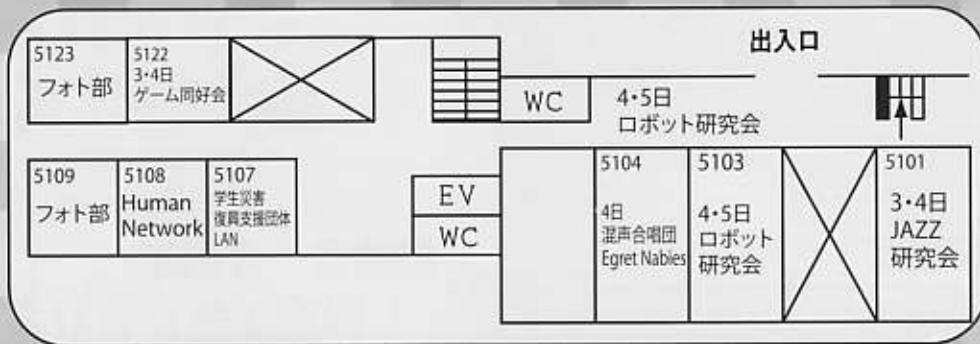 出入口
5123
フォト部
5122
3・4日
ゲーム同好会
WC
4・5日
ロボット研究会
5109
フォト部
5108
Human
Network
5107
学生災害
復興支援団体
LAN
EV
WC
5104
4日
混声合唱団
Egret Nabies
5103
4・5日
ロボット
研究会
5101
3・4日
JAZZ
研究会